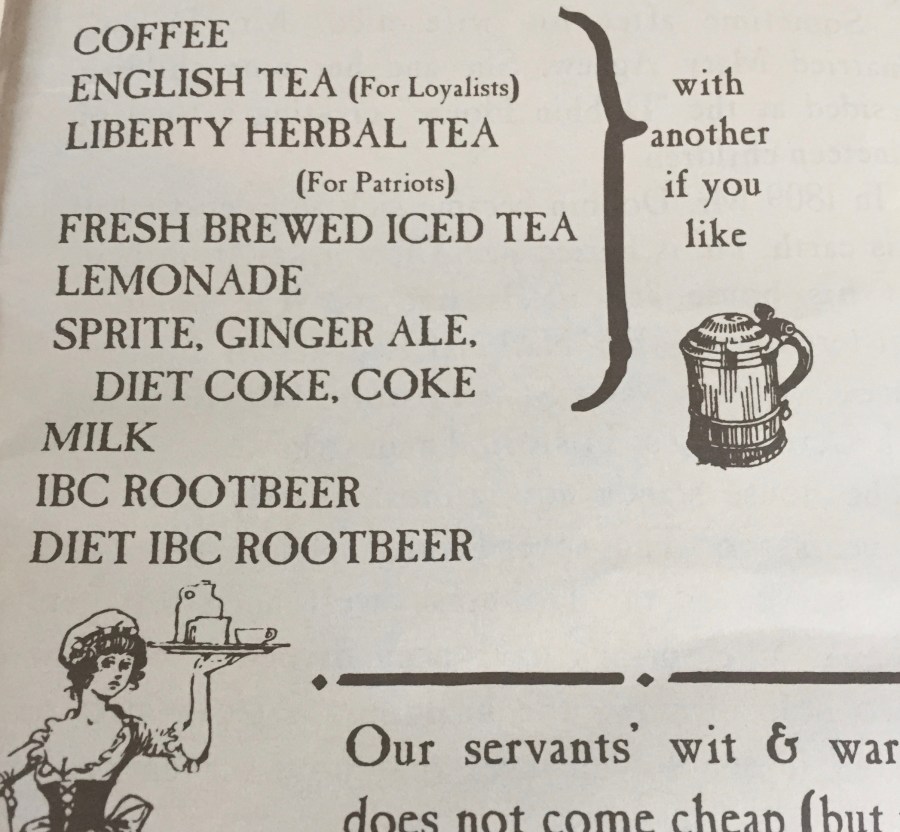 COFFEE
ENGLISH TEA (For Loyalists)
LIBERTY HERBAL TEA
(For Patriots)
FRESH BREWED ICED TEA
LEMONADE
SPRITE, GINGER ALE,
DIET COKE, COKE
MILK
IBC ROOTBEER
DIET IBC ROOTBEER
with
another
if you
like
Our servants' wit & war
does not come cheap (but